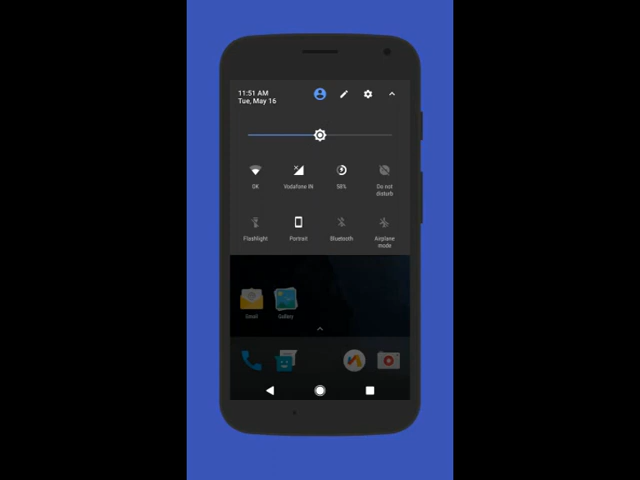 11:51 AM
Tue, May 16
OK
Vodafone IN
58%
Do not
disturb
Flashlight
Portrait
Bluetooth
Airplane
mode
Gmail
Gallery